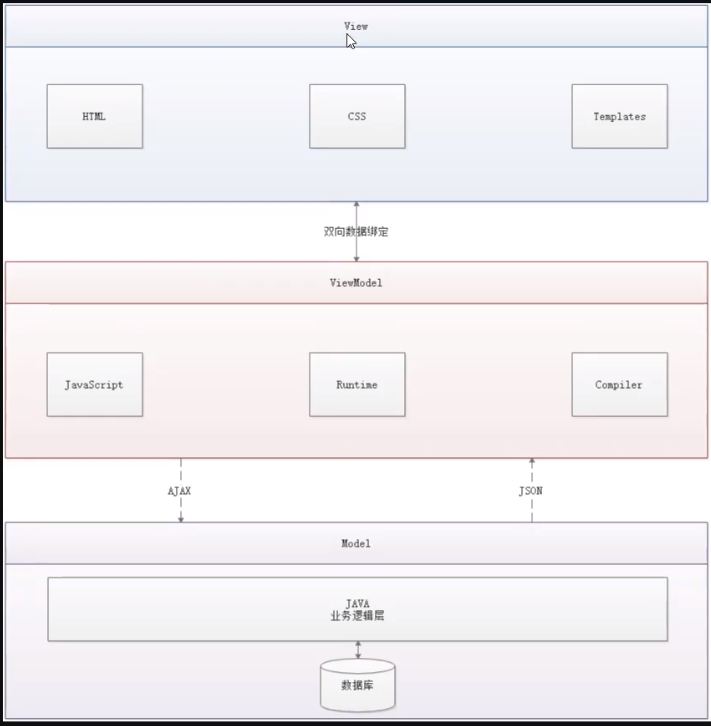 View
HTML
CSS
Templates
双向数据绑定
ViewModel
JavaScript
Runtime
Compiler
AJAX
JSON
Model
JAVA
业务逻辑层
数据库